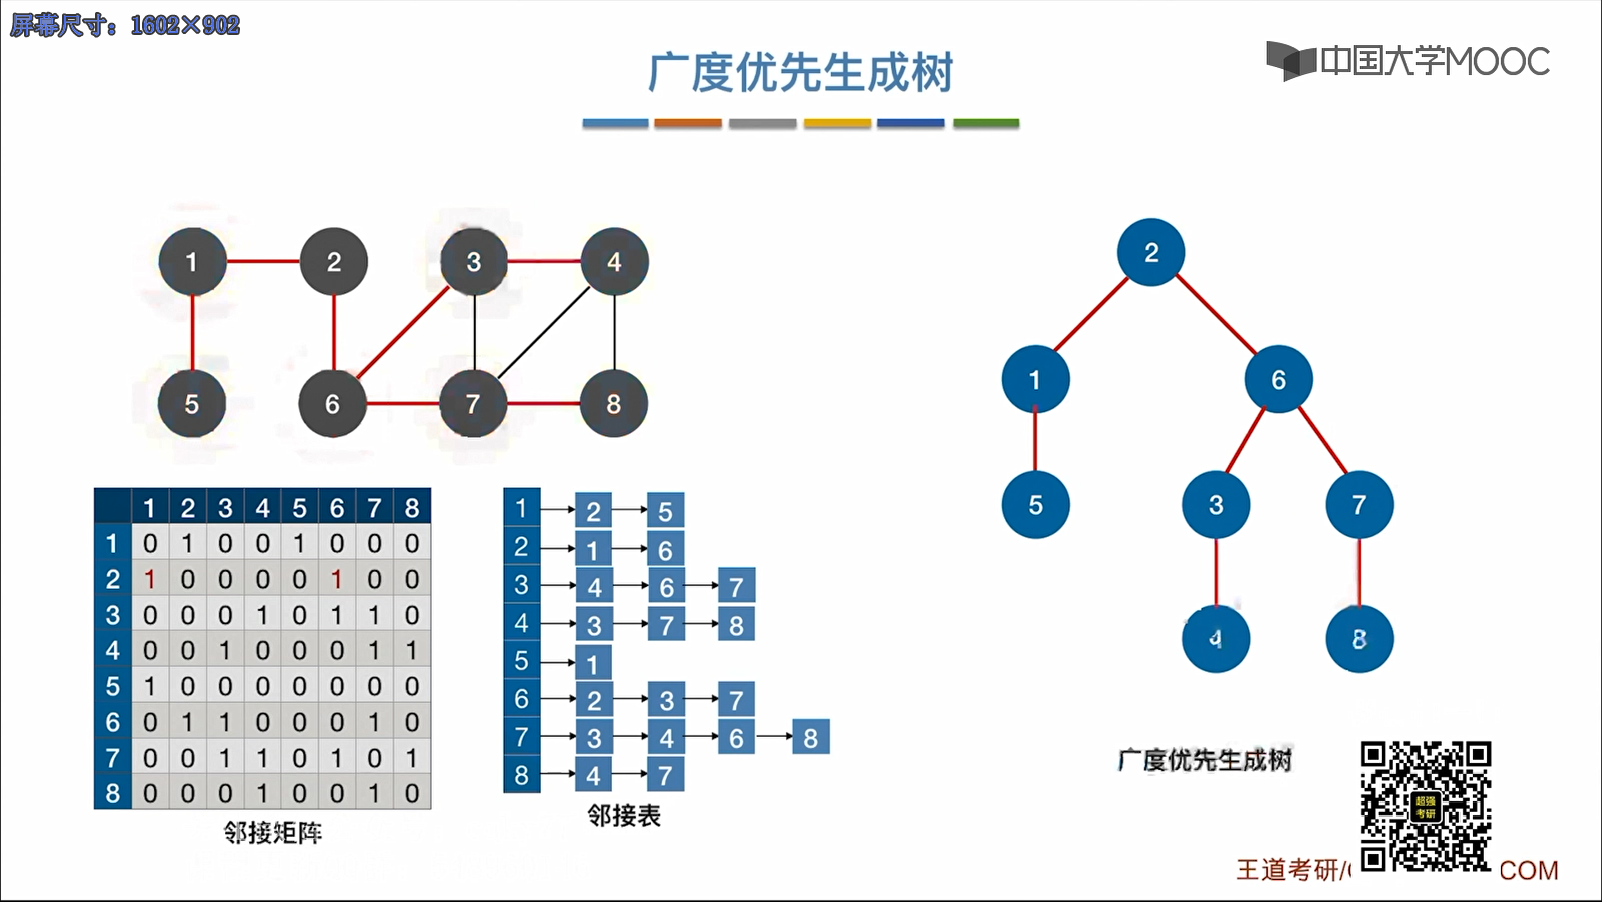 屏幕尺寸：1602×902
广度优先生成树
中国大学MOOC
1 2 3 4
5 6 7 8
2
1 6
5 3 7
4 8
1 2 3 4 5 6 7 8
1 0 1 0 0 1 0 0 0
2 1 0 0 0 0 1 0 0
3 0 0 0 1 0 1 1 0
4 0 0 1 0 0 0 1 1
5 1 0 0 0 0 0 0 0
6 0 1 1 0 0 0 1 0
7 0 0 1 1 0 1 0 1
8 0 0 0 1 0 0 1 0
邻接矩阵
1 2 5
2 1 6
3 4 6 7
4 3 7 8
5 1
6 2 3 7
7 3 4 6 8
8 4 7
邻接表
广度优先生成树
超强
考研
王道考研/ COM